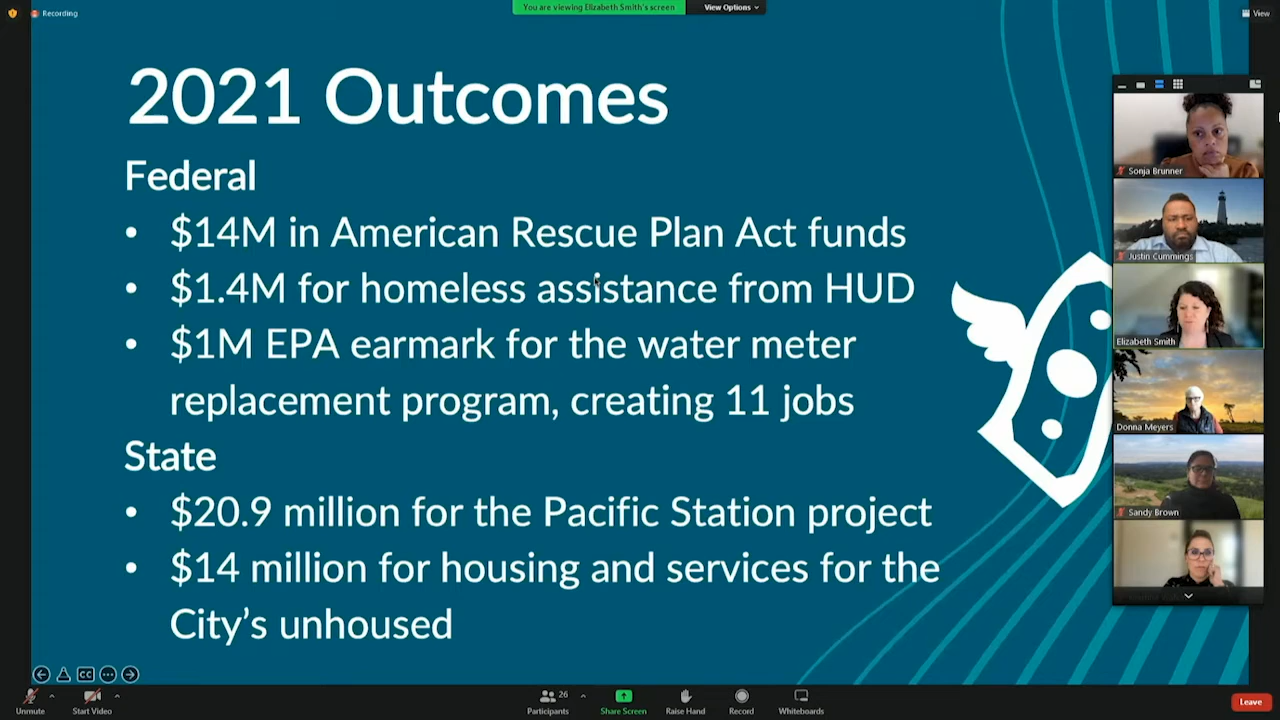 Recording
You are viewing Elizabeth Smith's screen
View Options
View
2021 Outcomes
Federal
• $14M in American Rescue Plan Act funds
• $1.4M for homeless assistance from HUD
• $1M EPA earmark for the water meter
replacement program, creating 11 jobs
State
• $20.9 million for the Pacific Station project
• $14 million for housing and services for the
City's unhoused
Sonja Brunner
Justin Cummings
Elizabeth Smith
Donna Meyers
Sandy Brown
CC
Unmute
Start Video
Participants
26
Share Screen
Raise Hand
Record
Whiteboards
Leave